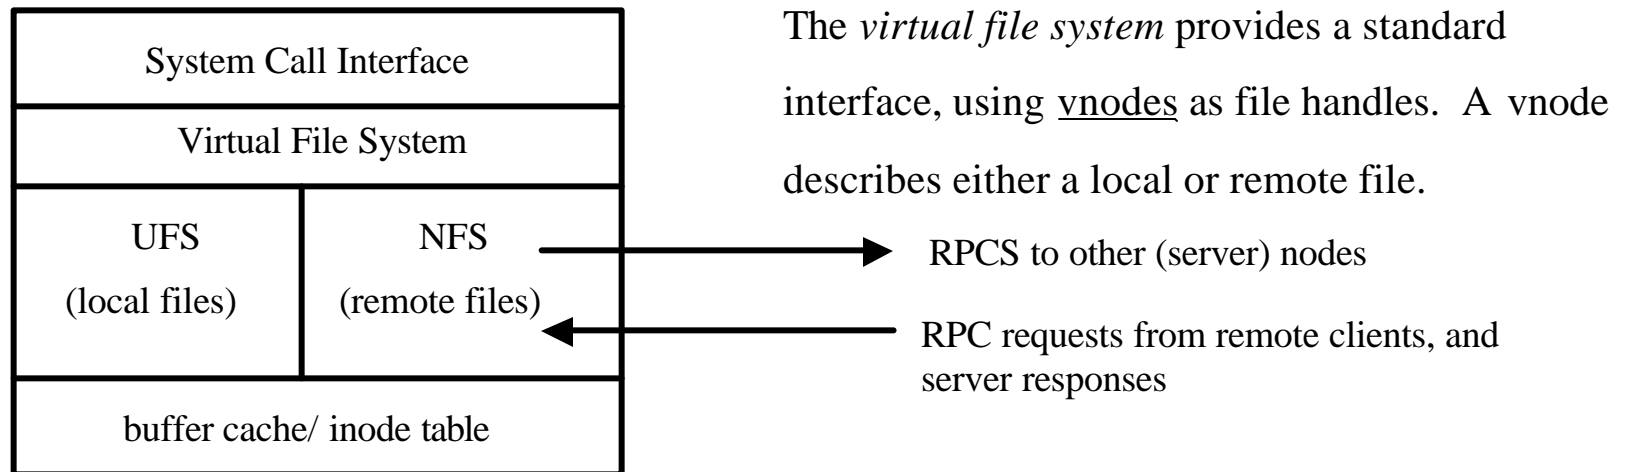 System Call Interface
Virtual File System
UFS
(local files)
NFS
(remote files)
buffer cache/ inode table
The virtual file system provides a standard
interface, using vnodes as file handles. A vnode
describes either a local or remote file.
RPCS to other (server) nodes
RPC requests from remote clients, and
server responses